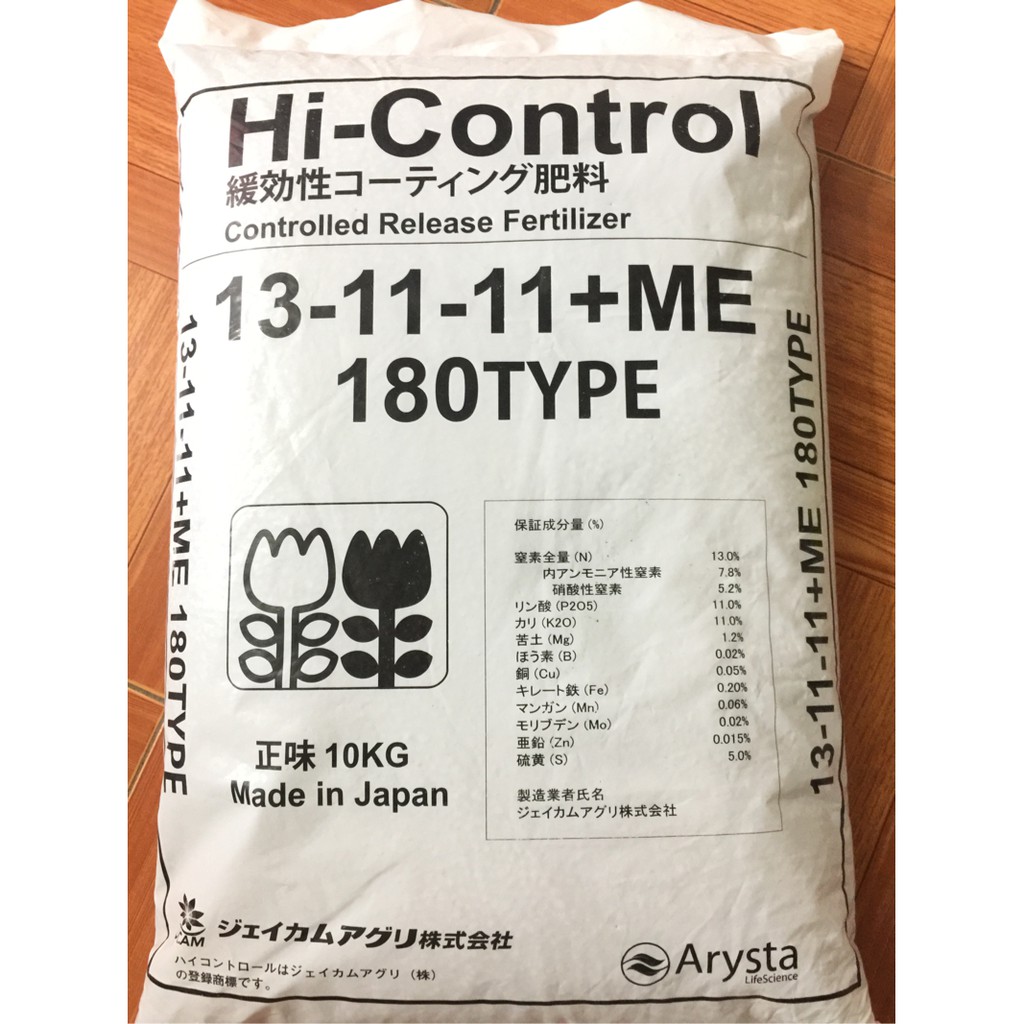 Hi-Control
緩効性コーティング肥料
Controlled Release Fertilizer
13-11-11+ME
180TYPE
13-11-11+ME 180TYPE
13-11-11+ME 180TYPE
保証成分量(%)
窒素全量(N) 13.0%
内アンモニア性窒素 7.8%
硝酸性窒素 5.2%
リン酸(P2O5) 11.0%
カリ(K2O) 11.0%
苦土(Mg) 1.2%
ほう素(B) 0.02%
銅(Cu) 0.05%
キレート鉄(Fe) 0.20%
マンガン(Mn) 0.06%
モリブデン(Mo) 0.02%
亜鉛(Zn) 0.015%
硫黄(S) 5.0%
製造業者氏名
ジェイカムアグリ株式会社
正味 10KG
Made in Japan
ジェイカムアグリ株式会社
ハイコントロールはジェイカムアグリ(株)
の登録商標です。
Arysta
LifeScience